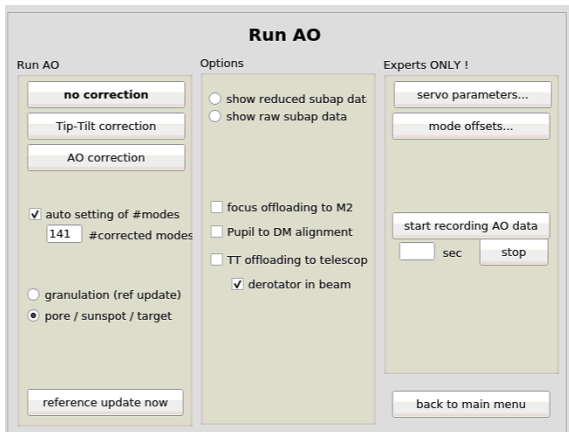 Run AO
Run AO
no correction
Tip-Tilt correction
AO correction
auto setting of #modes
141 #corrected modes
granulation (ref update)
pore / sunspot / target
reference update now
Options
show reduced subap dat
show raw subap data
focus offloading to M2
Pupil to DM alignment
TT offloading to telescop
derotator in beam
Experts ONLY !
servo parameters...
mode offsets...
start recording AO data
sec stop
back to main menu